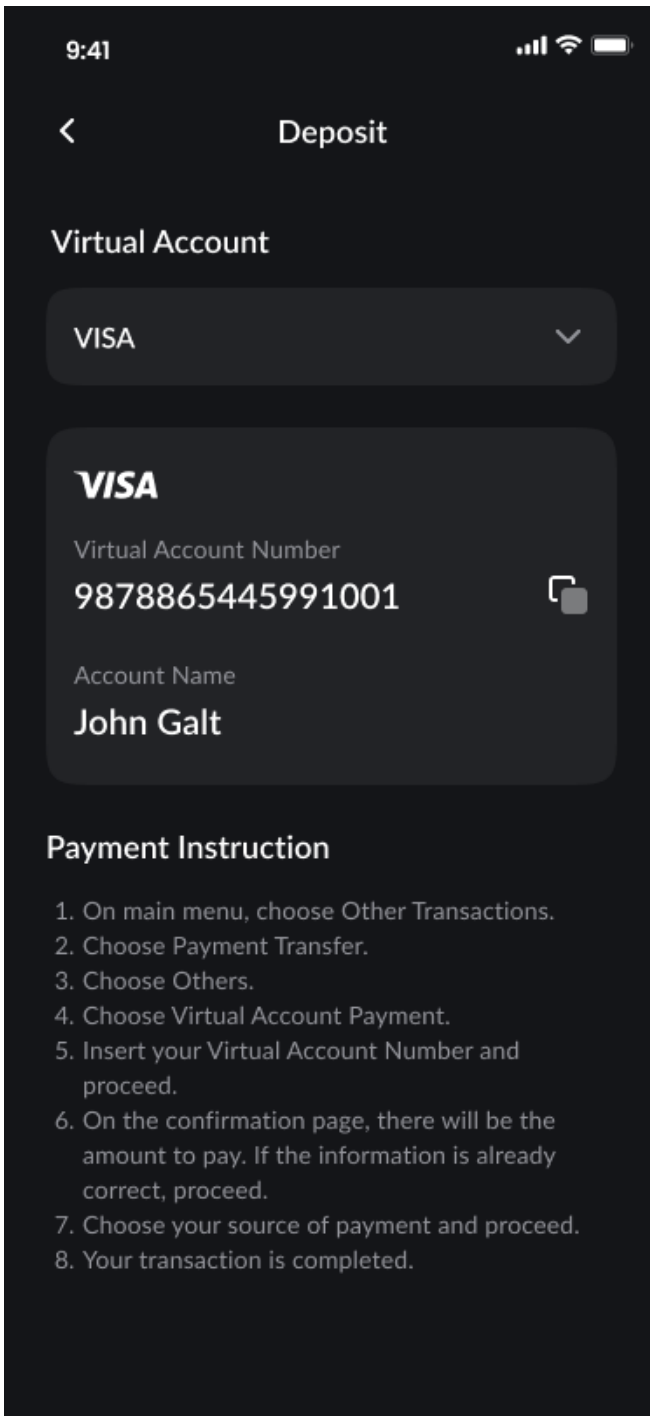 9:41
Deposit
Virtual Account
VISA
VISA
Virtual Account Number
9878865445991001
Account Name
John Galt
Payment Instruction
1. On main menu, choose Other Transactions.
2. Choose Payment Transfer.
3. Choose Others.
4. Choose Virtual Account Payment.
5. Insert your Virtual Account Number and
proceed.
6. On the confirmation page, there will be the
amount to pay. If the information is already
correct, proceed.
7. Choose your source of payment and proceed.
8. Your transaction is completed.